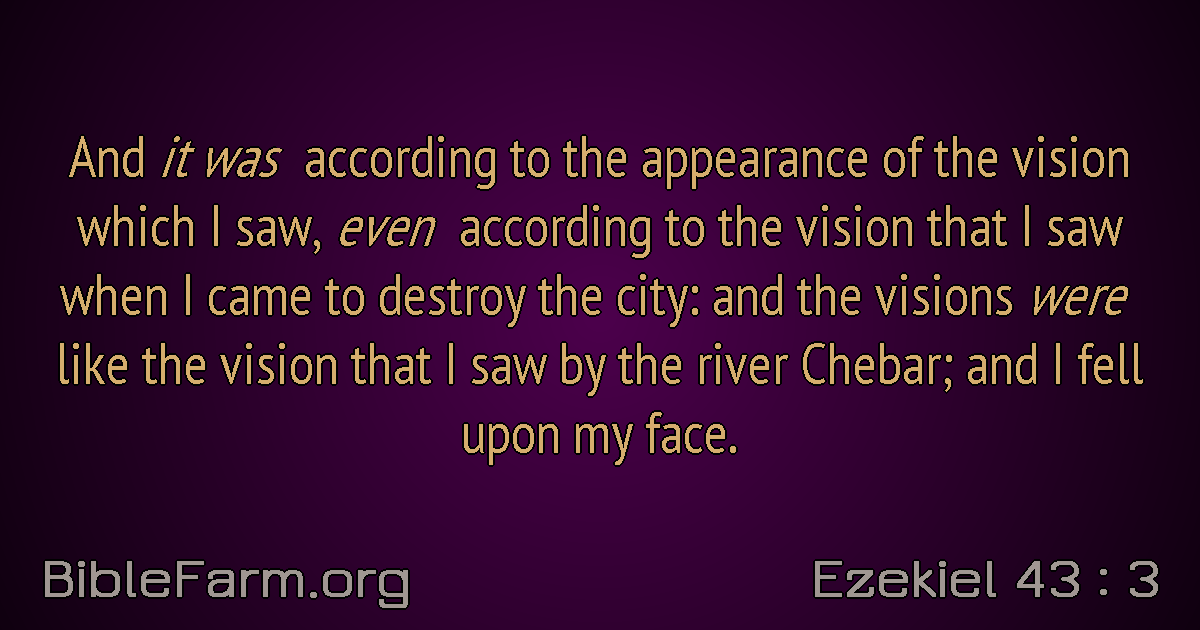 And it was according to the appearance of the vision
which I saw, even according to the vision that I saw
when I came to destroy the city: and the visions were
like the vision that I saw by the river Chebar; and I fell
upon my face.
BibleFarm.org
Ezekiel 43 : 3